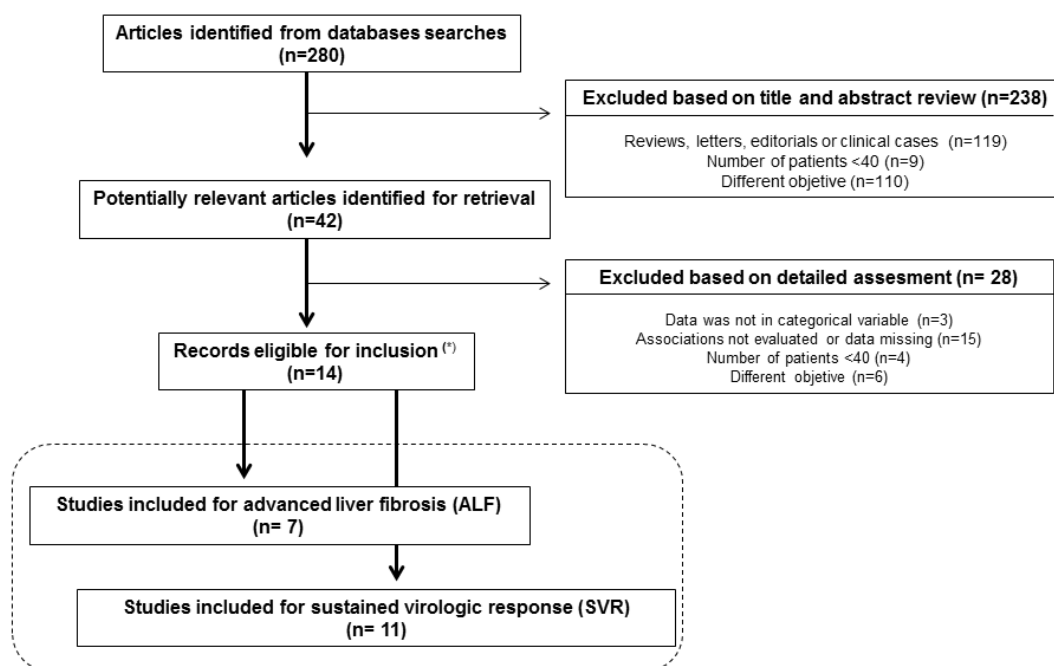 Articles identified from databases searches
(n=280)
Excluded based on title and abstract review (n=238)
Reviews, letters, editorials or clinical cases (n=119)
Number of patients <40 (n=9)
Different objetive (n=110)
Potentially relevant articles identified for retrieval
(n=42)
Excluded based on detailed assesment (n= 28)
Data was not in categorical variable (n=3)
Associations not evaluated or data missing (n=15)
Number of patients <40 (n=4)
Different objetive (n=6)
Records eligible for inclusion (*)
(n=14)
Studies included for advanced liver fibrosis (ALF)
(n= 7)
Studies included for sustained virologic response (SVR)
(n= 11)